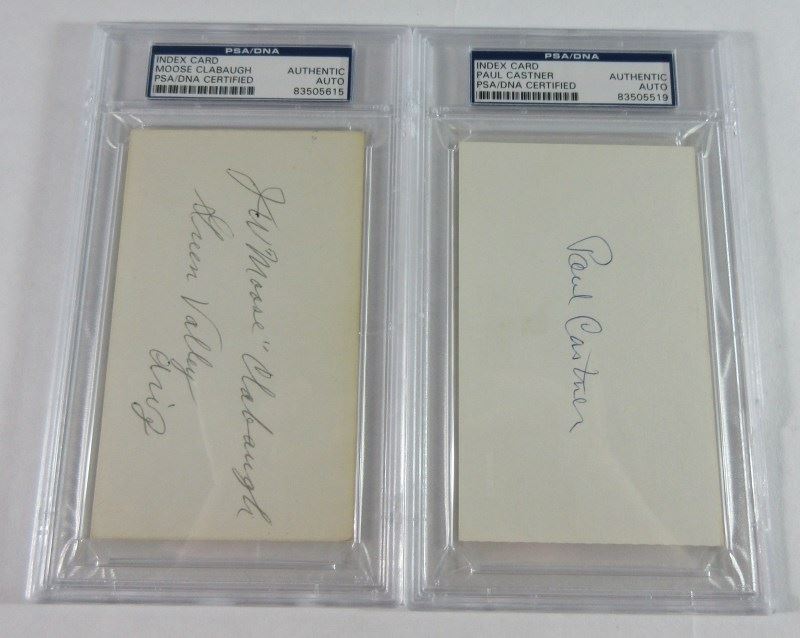 PSA/DNA
INDEX CARD
MOOSE CLABAUGH
PSA/DNA CERTIFIED
AUTHENTIC
AUTO
83505615
J W Moose" Clabaugh
Green Valley
Ariz
PSA/DNA
INDEX CARD
PAUL CASTNER
PSA/DNA CERTIFIED
AUTHENTIC
AUTO
83505519
Paul Castner